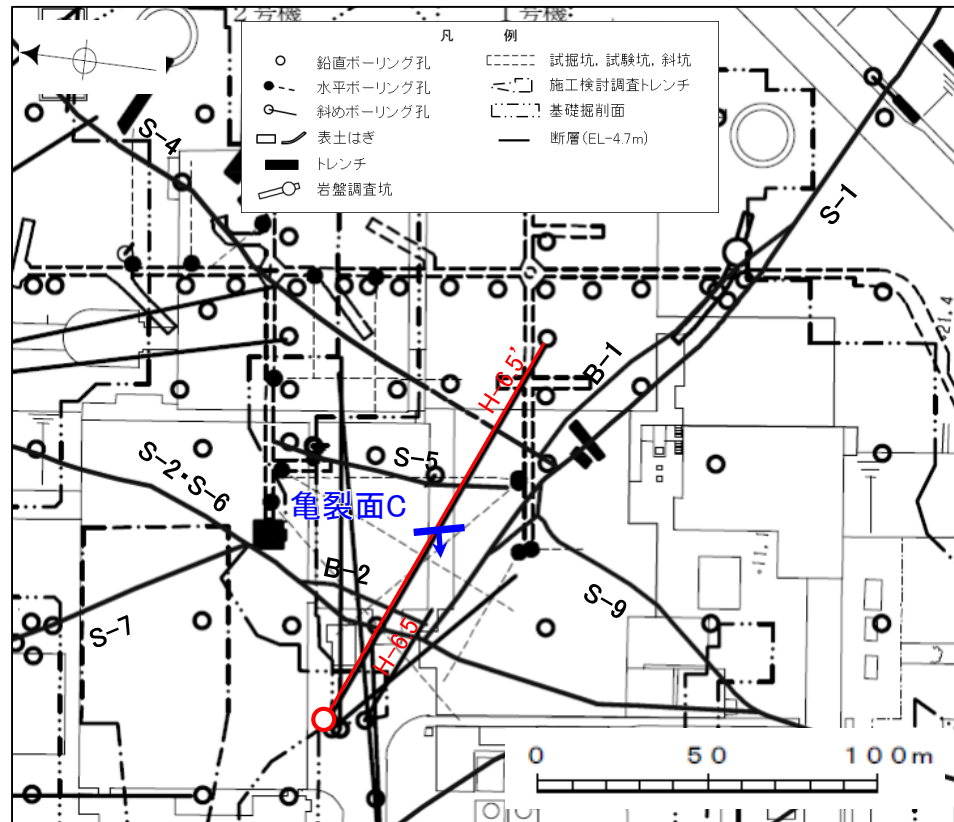 2号機
1号機
凡 例
鉛直ボーリング孔
水平ボーリング孔
斜めボーリング孔
表土はぎ
トレンチ
岩盤調査坑
試掘坑, 試験坑, 斜坑
施工検討調査トレンチ
基礎掘削面
断層(EL-4.7m)
S-4
S-1
21.4
B-1
H-6.5'
S-5
S-2・S-6
亀裂面C
11.1
B-2
S-9
S-7
H-6.5
0 50 100m